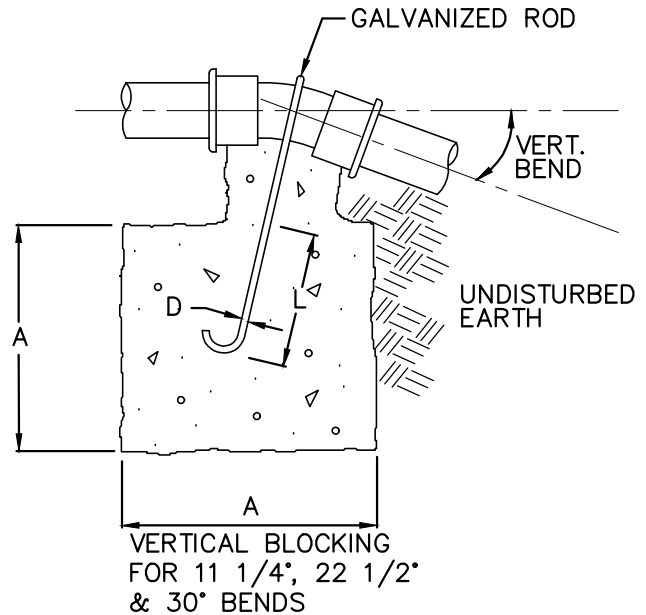 GALVANIZED ROD
VERT.
BEND
UNDISTURBED
EARTH
D
L
A
A
VERTICAL BLOCKING
FOR 11 1/4°, 22 1/2°
& 30° BENDS